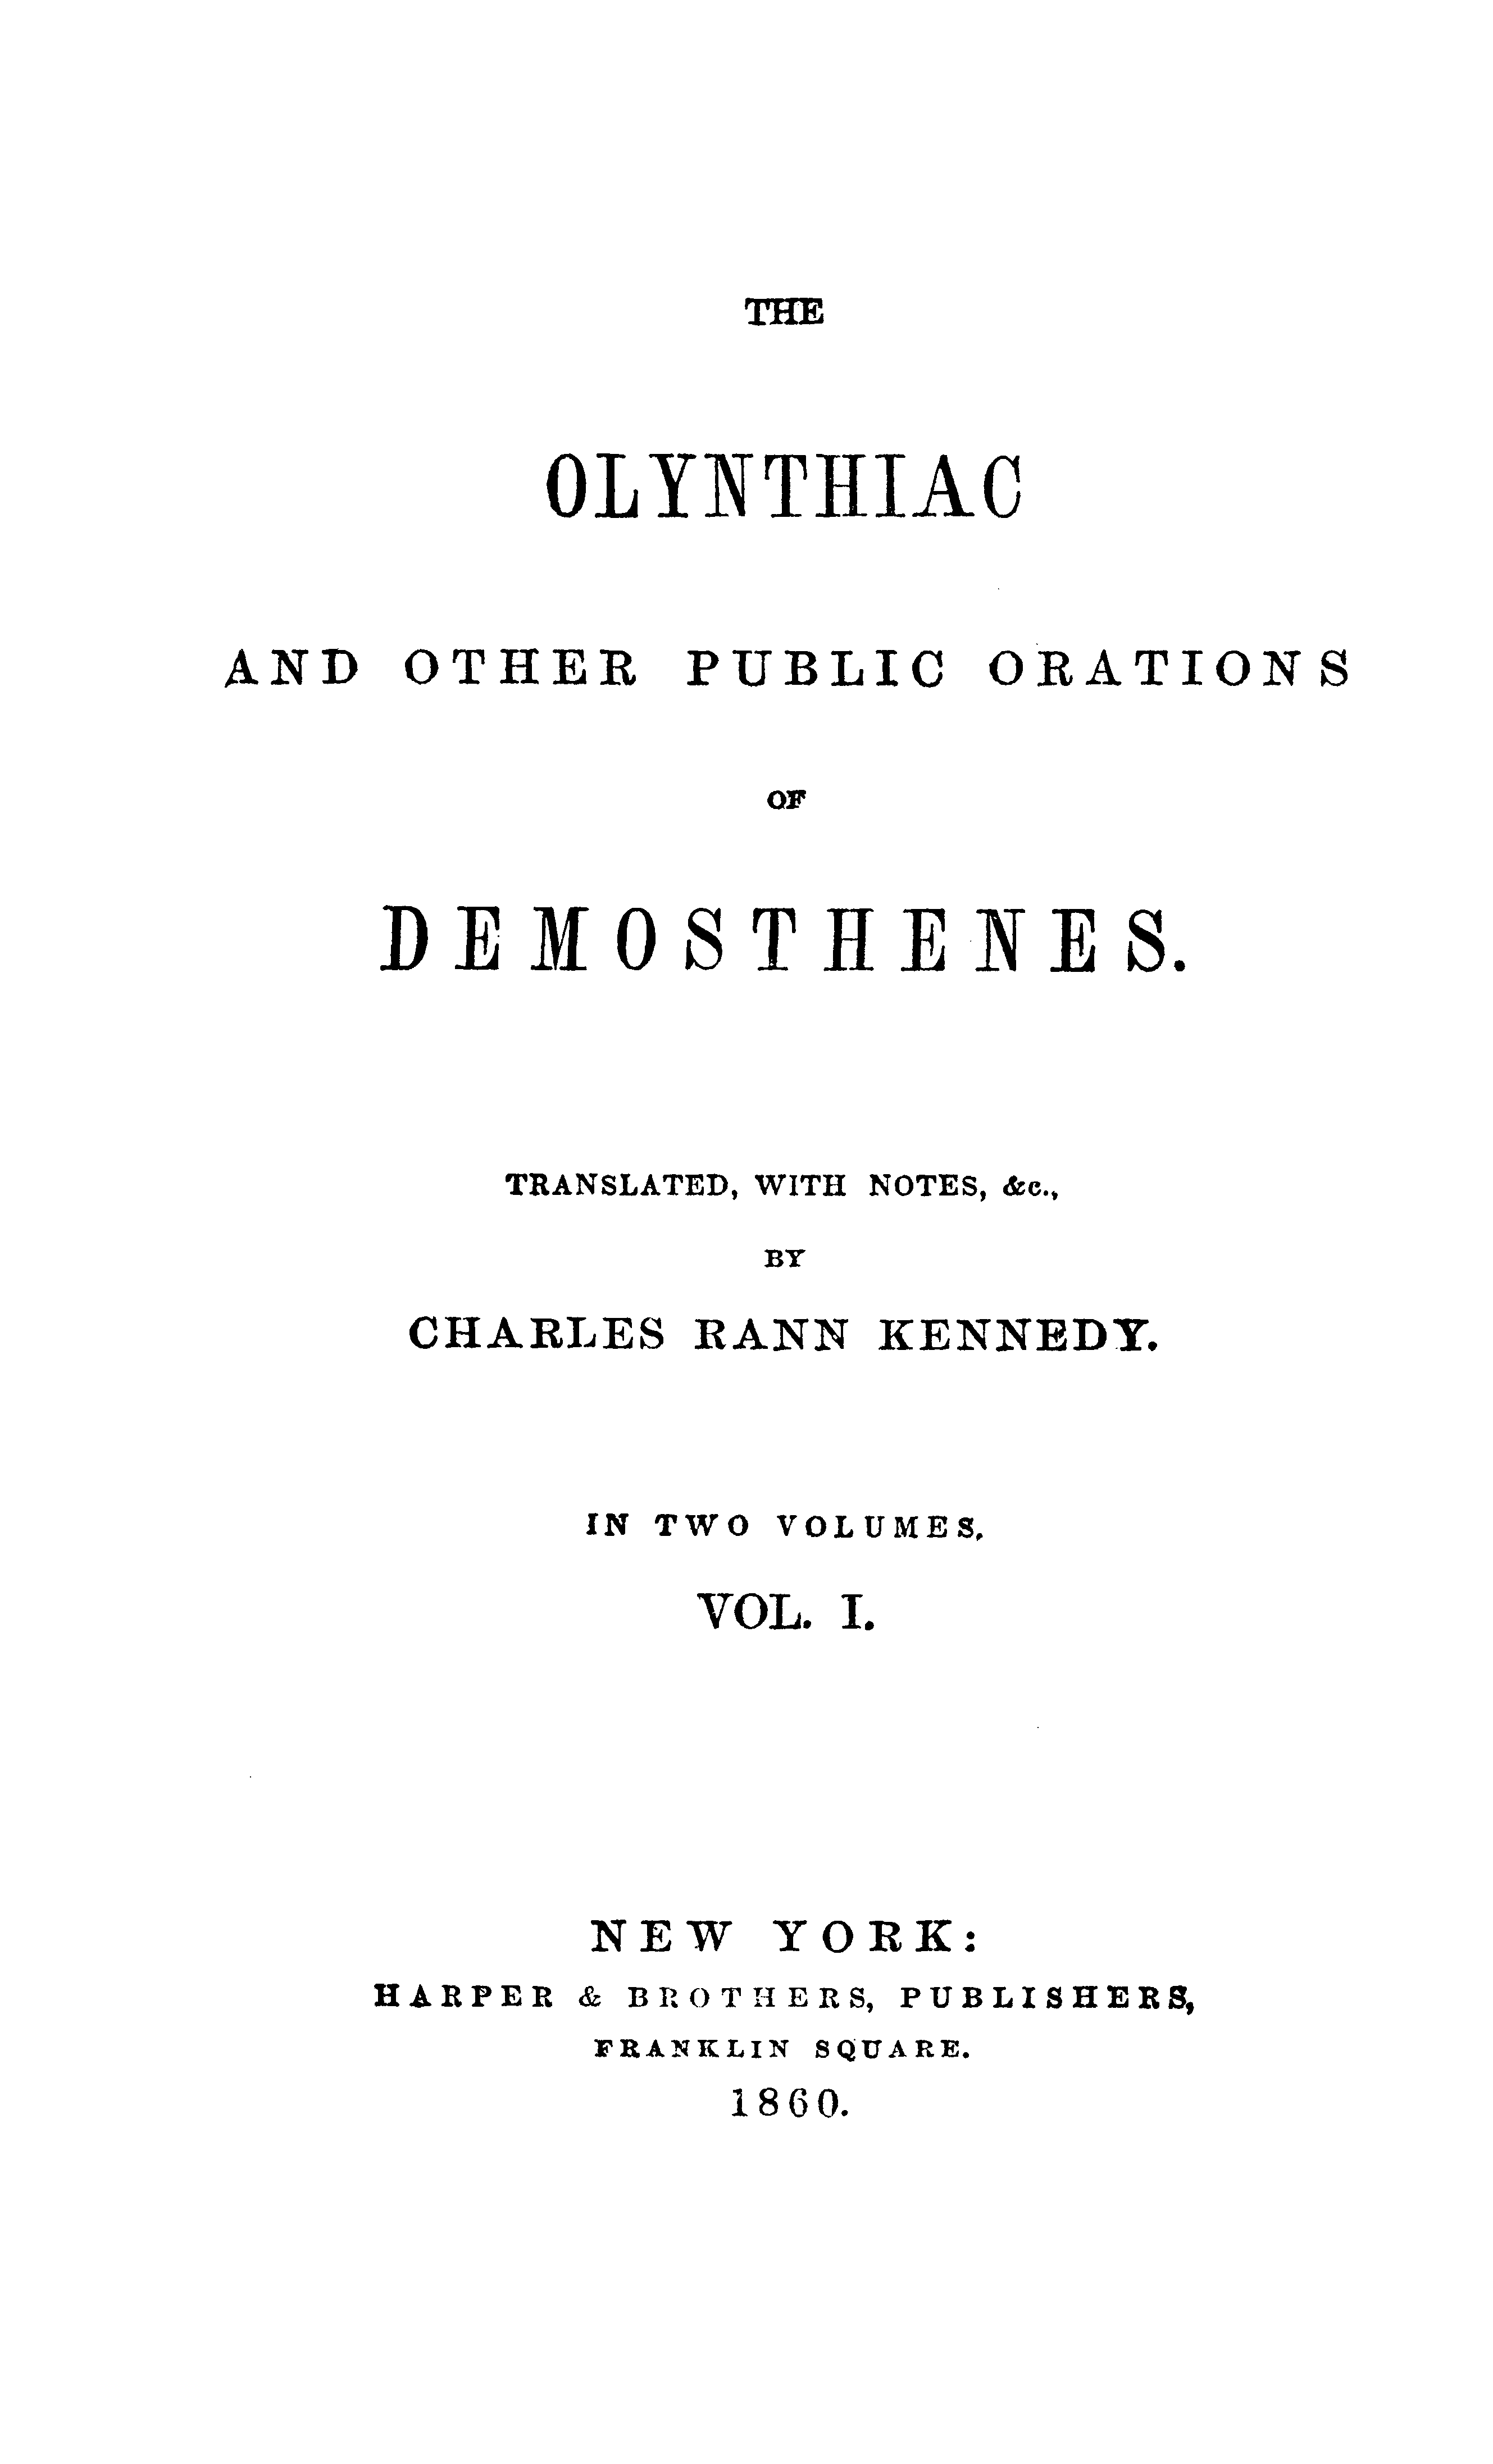 THE
OLYNTHIAC
AND OTHER PUBLIC ORATIONS
OF
DEMOSTHENES.
TRANSLATED, WITH NOTES, &c.,
BY
CHARLES RANN KENNEDY.
IN TWO VOLUMES.
VOL. I.
NEW YORK:
HARPER & BROTHERS, PUBLISHERS,
FRANKLIN SQUARE.
1860.